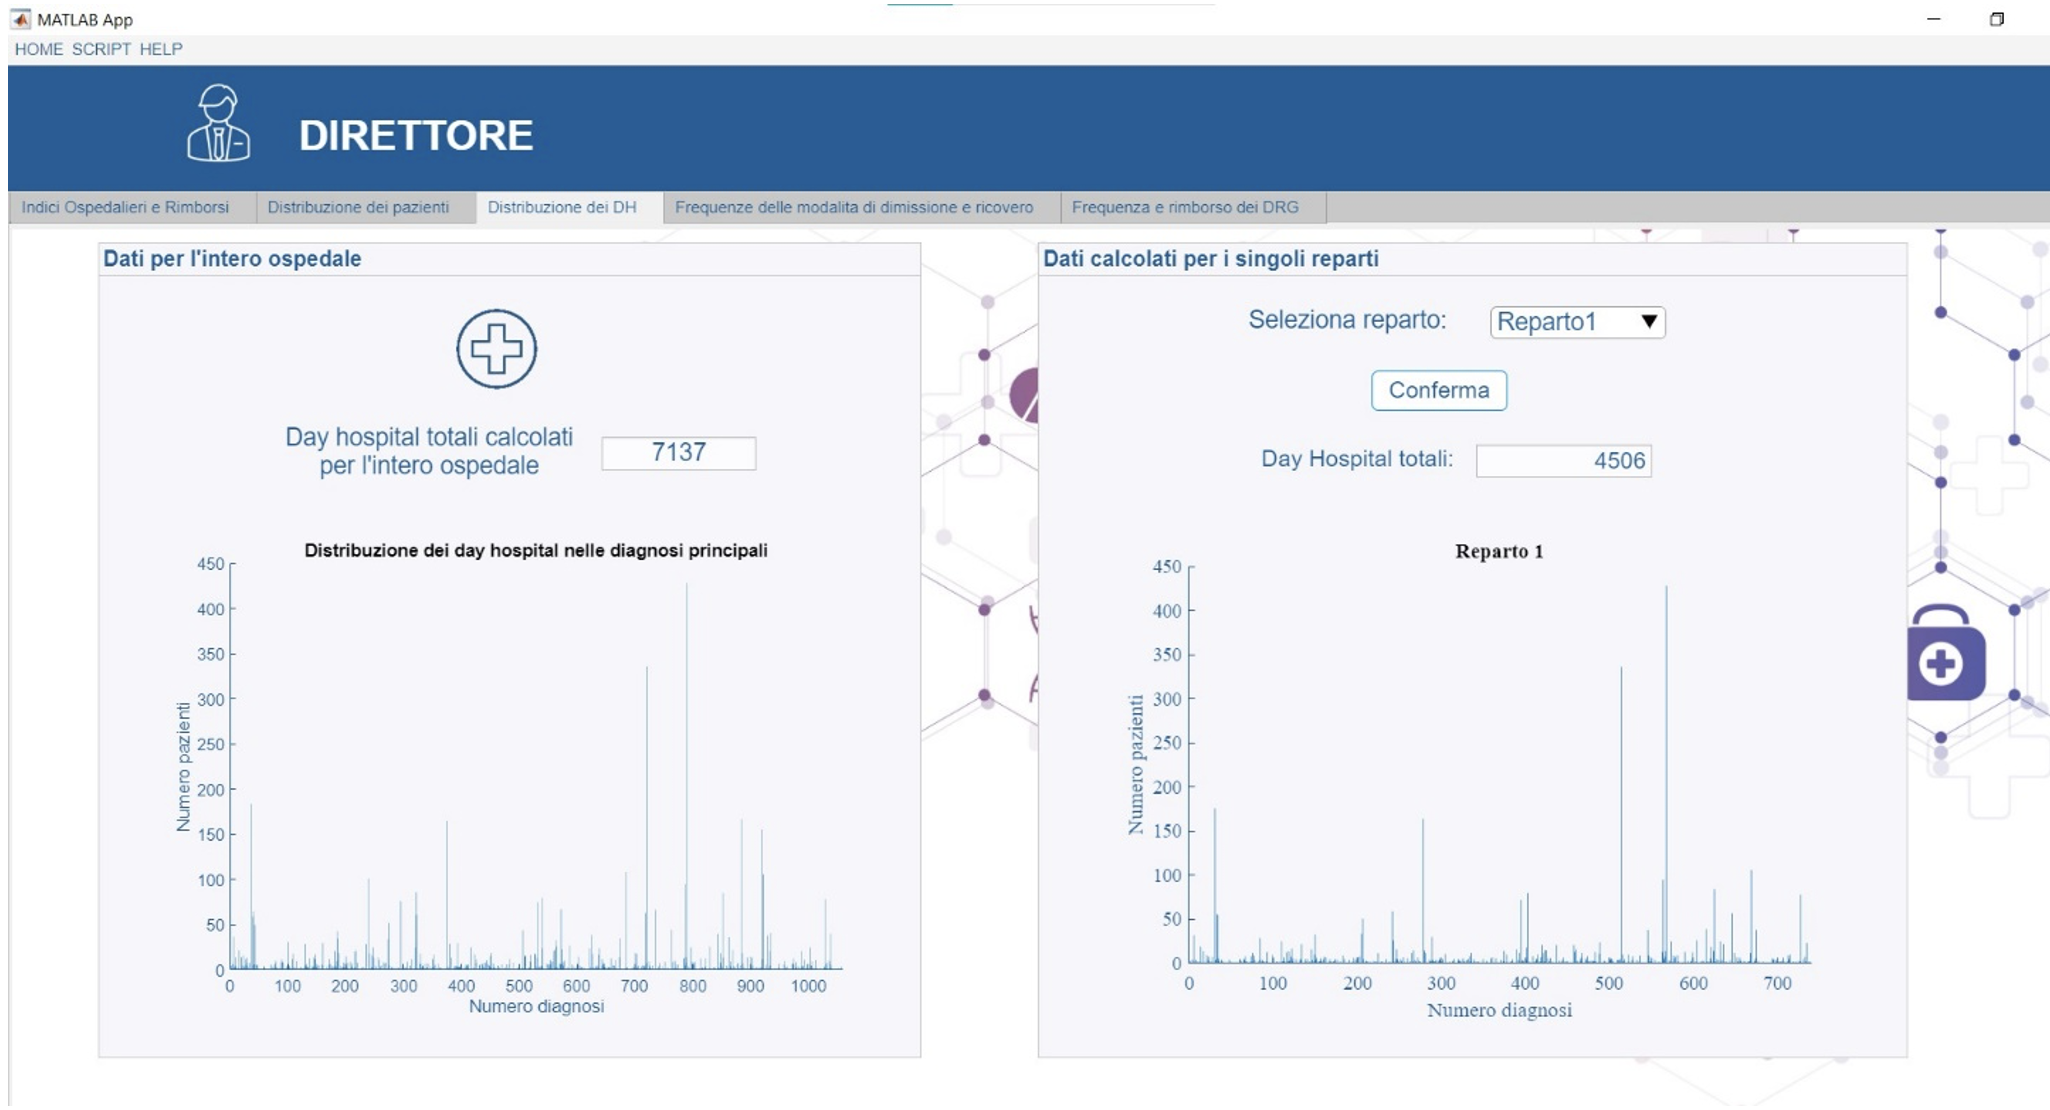 MATLAB App
HOME SCRIPT HELP
DIRETTORE
Indici Ospedalieri e Rimborsi
Distribuzione dei pazienti
Distribuzione dei DH
Frequenze delle modalita di dimissione e ricovero
Frequenza e rimborso dei DRG
Dati per l'intero ospedale
Day hospital totali calcolati
per l'intero ospedale
7137
Distribuzione dei day hospital nelle diagnosi principali
450
400
350
300
250
200
150
100
50
0
Numero pazienti
0 100 200 300 400 500 600 700 800 900 1000
Numero diagnosi
Dati calcolati per i singoli reparti
Seleziona reparto:
Reparto1
Conferma
Day Hospital totali:
4506
Reparto 1
450
400
350
300
250
200
150
100
50
0
Numero pazienti
0 100 200 300 400 500 600 700
Numero diagnosi